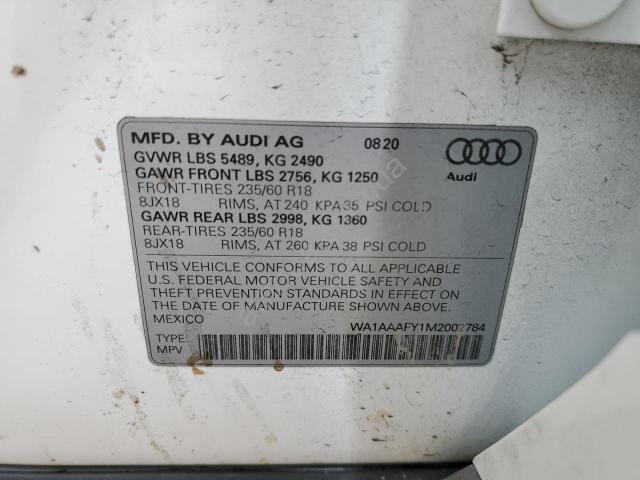 MFD. BY AUDI AG 0820
GVWR LBS 5489, KG 2490
GAWR FRONT LBS 2756, KG 1250
FRONT-TIRES 235/60 R18
8JX18 RIMS, AT 240 KPA 35 PSI COLD
GAWR REAR LBS 2998, KG 1360
REAR-TIRES 235/60 R18
8JX18 RIMS, AT 260 KPA 38 PSI COLD
Audi
THIS VEHICLE CONFORMS TO ALL APPLICABLE
U.S. FEDERAL MOTOR VEHICLE SAFETY AND
THEFT PREVENTION STANDARDS IN EFFECT ON
THE DATE OF MANUFACTURE SHOWN ABOVE.
MEXICO
WA1AAAFY1M2002784
TYPE:
MPV